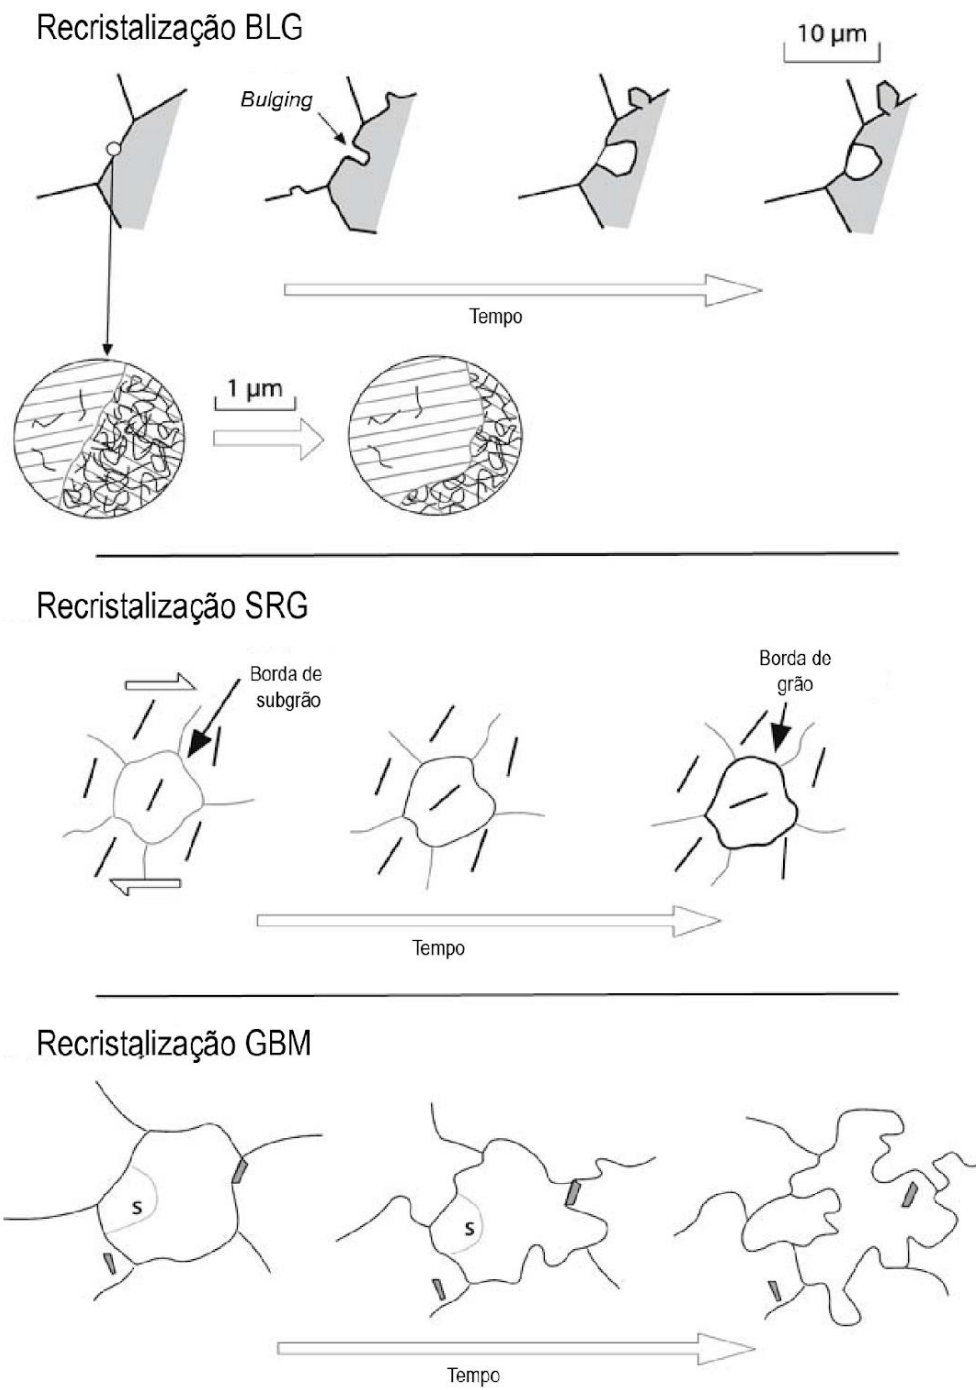 Recristalização BLG
10 µm
Bulging
Tempo
1 µm
Recristalização SRG
Borda de
subgrão
Borda de
grão
Tempo
Recristalização GBM
S
S
Tempo